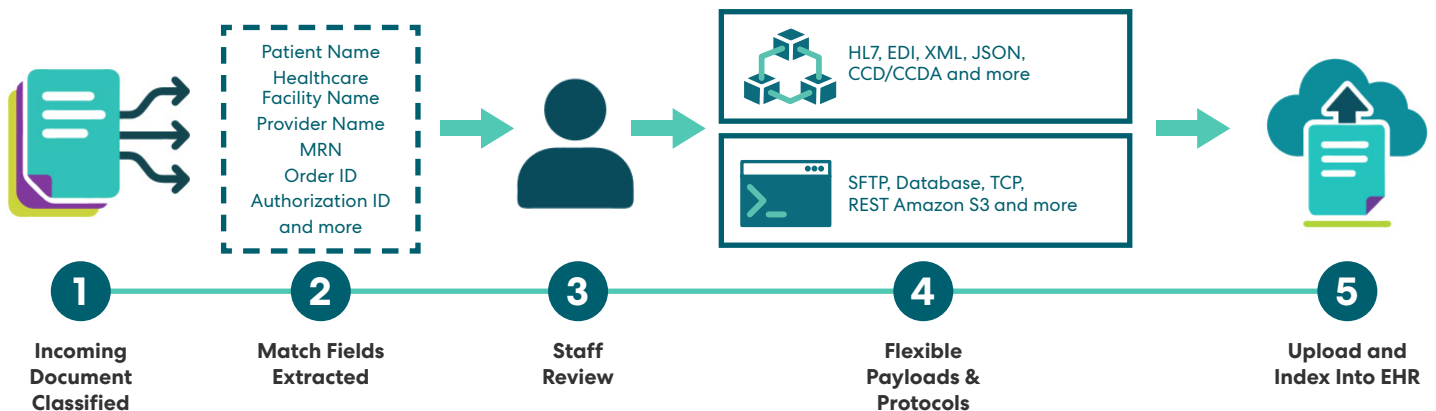 Patient Name
Healthcare
Facility Name
Provider Name
MRN
Order ID
Authorization ID
and more
HL7, EDI, XML, JSON,
CCD/CCDA and more
SFTP, Database, TCP,
REST Amazon S3 and more
1
2
3
4
5
Incoming
Document
Classified
Match Fields
Extracted
Staff
Review
Flexible
Payloads &
Protocols
Upload and
Index Into EHR